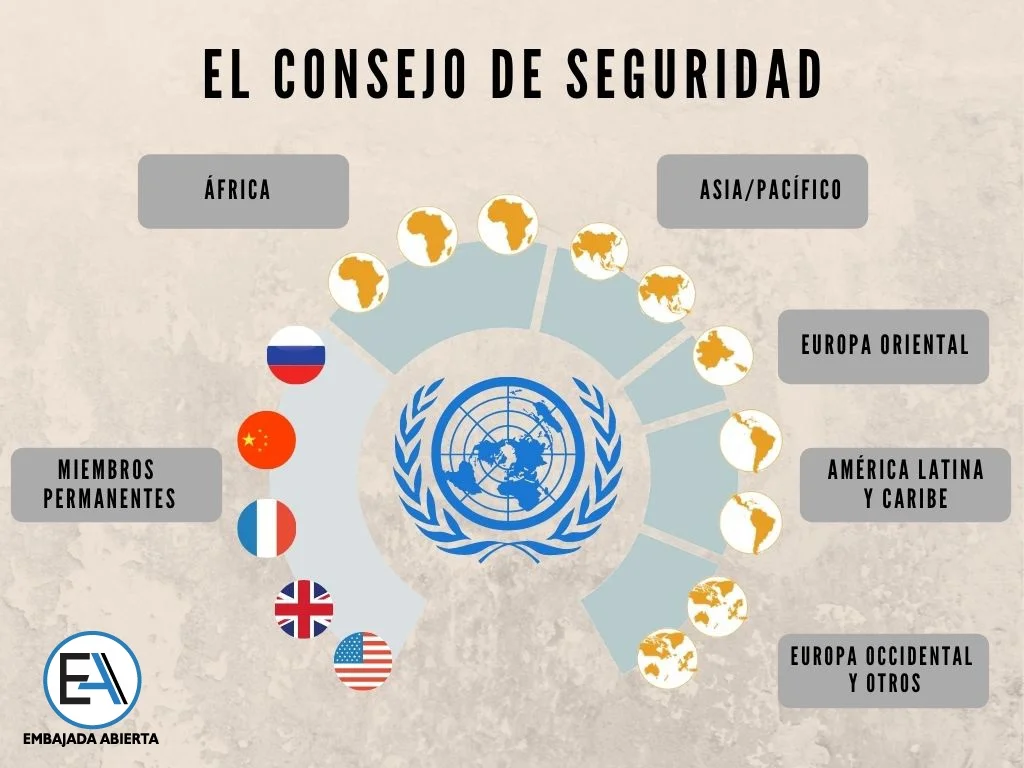 EL CONSEJO DE SEGURIDAD
ÁFRICA
ASIA/PACÍFICO
EUROPA ORIENTAL
MIEMBROS
PERMANENTES
AMÉRICA LATINA
Y CARIBE
EUROPA OCCIDENTAL
Y OTROS
EA
EMBAJADA ABIERTA